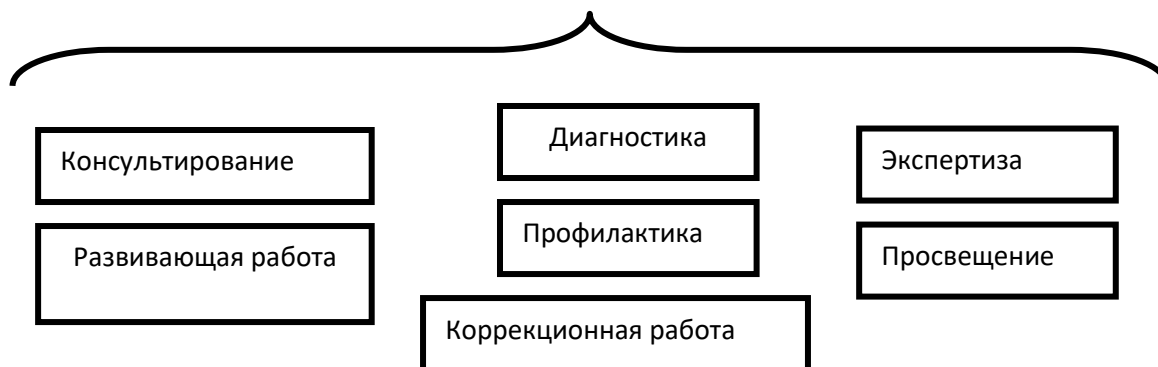 Консультирование
Развивающая работа
Диагностика
Профилактика
Коррекционная работа
Экспертиза
Просвещение